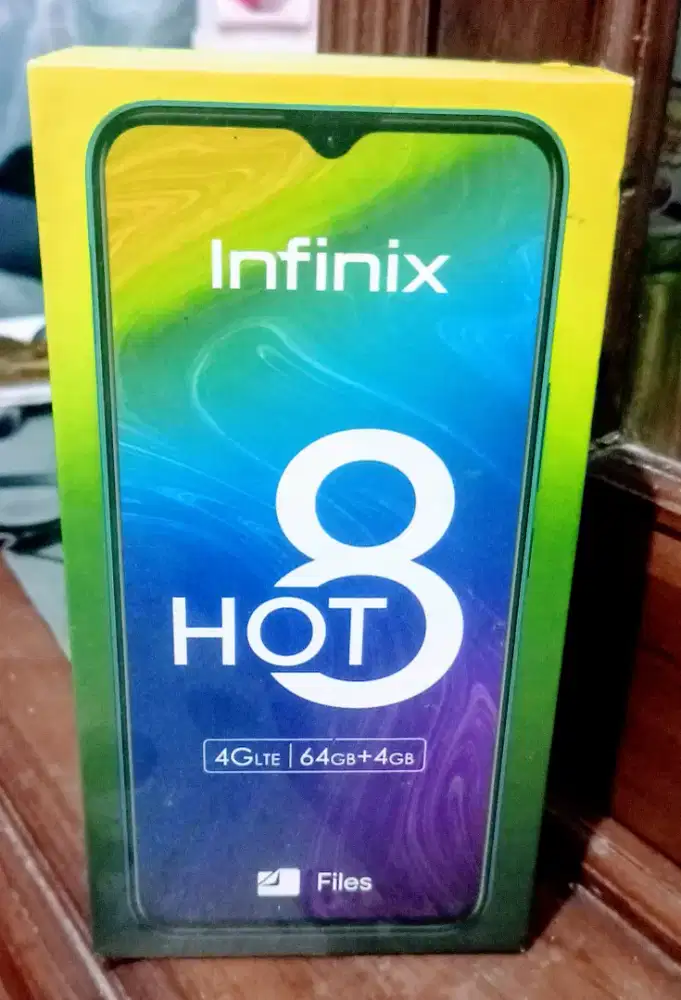 Infinix
HOT 8
4GLTE | 64GB+4GB
Files